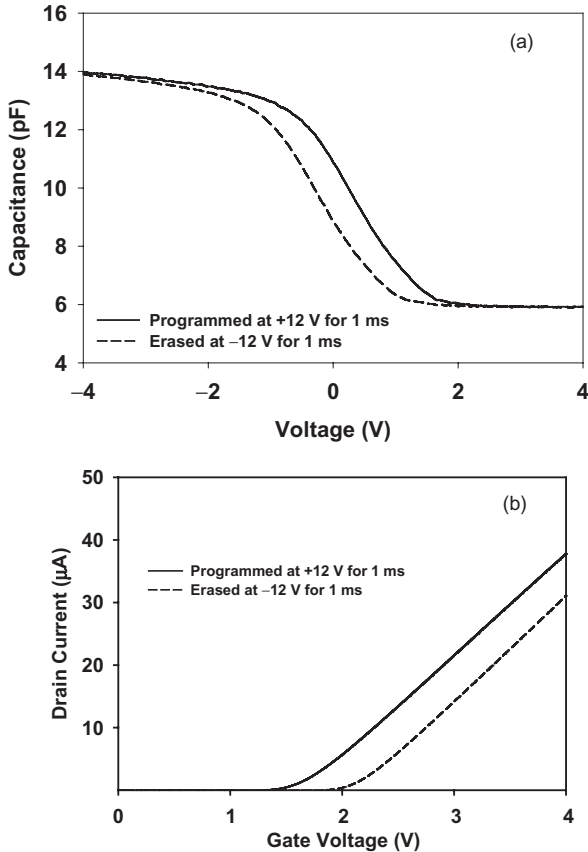 16
(a)
14
12
10
8
6
4
Capacitance (pF)
Programmed at +12 V for 1 ms
Erased at –12 V for 1 ms
–4
–2
0
2
4
Voltage (V)
50
(b)
40
30
20
10
Drain Current (µA)
Programmed at +12 V for 1 ms
Erased at –12 V for 1 ms
0
1
2
3
4
Gate Voltage (V)